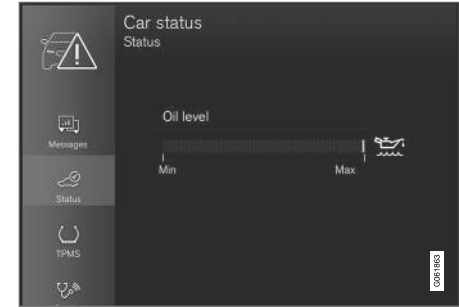 Car status
Status
Messages
Status
TPMS
Oil level
Min Max
G061863